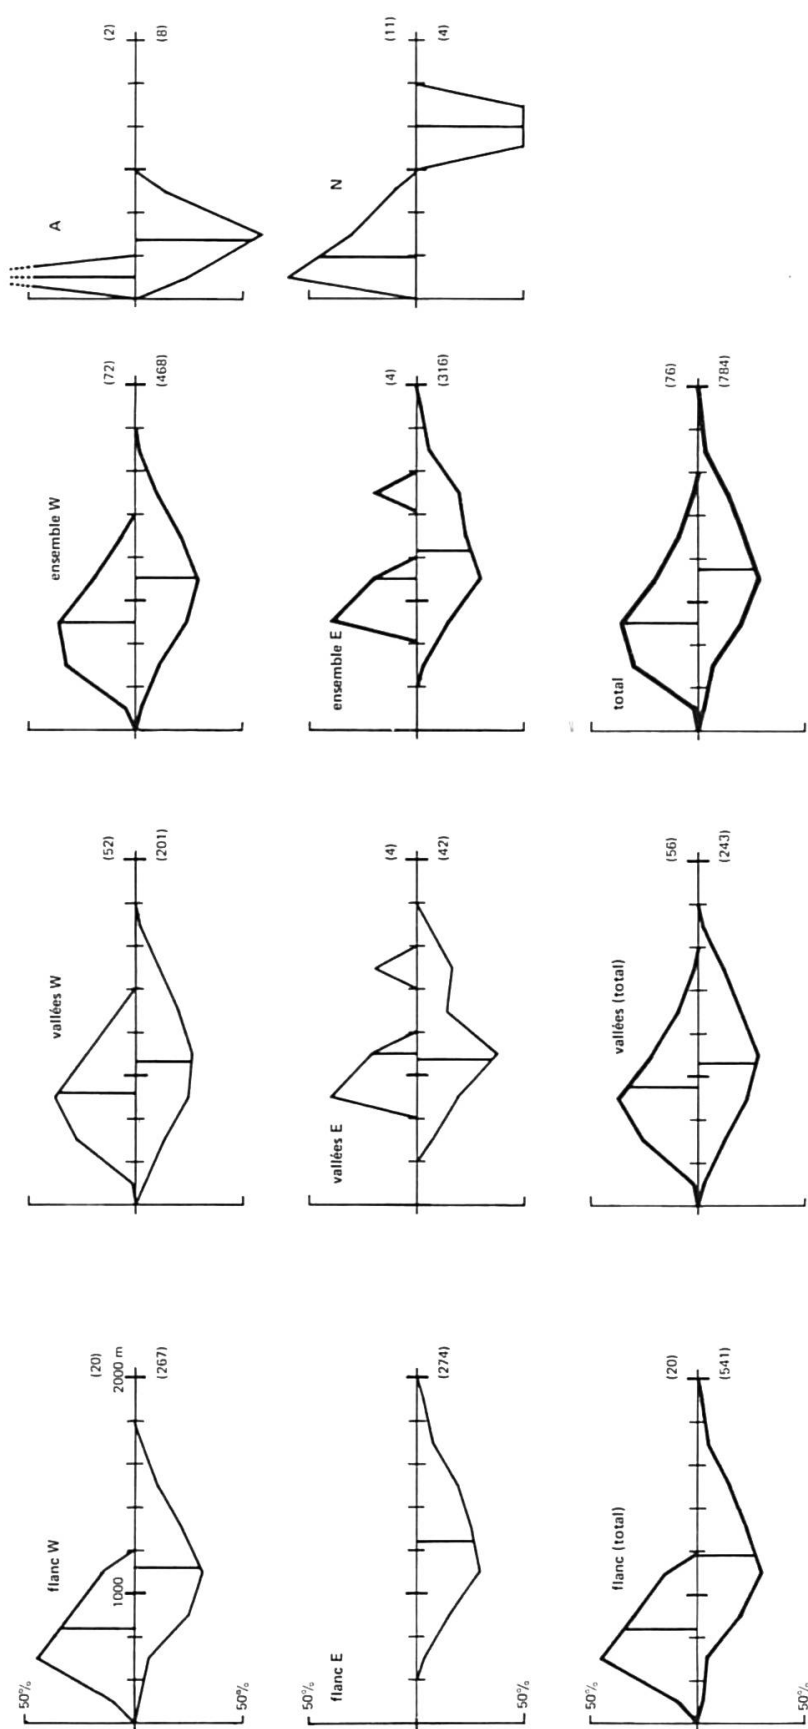 50%
flanc W
(20)
1000
2000 m
50%
(267)
vallées W
(52)
(201)
ensemble W
(72)
(468)
A
(2)
(8)
50%
flanc E
50%
(274)
vallées E
(4)
(42)
ensemble E
(4)
(316)
N
(11)
(4)
50%
flanc (total)
(20)
50%
(541)
vallées (total)
(56)
(243)
total
(76)
(784)